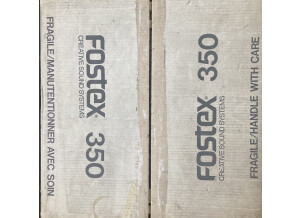 FRAGILE/MANUTENTIONNER AVEC SOIN
Fostex 350
CREATIVE SOUND SYSTEMS
Fostex 350
CREATIVE SOUND SYSTEMS
FRAGILE/HANDLE WITH CARE